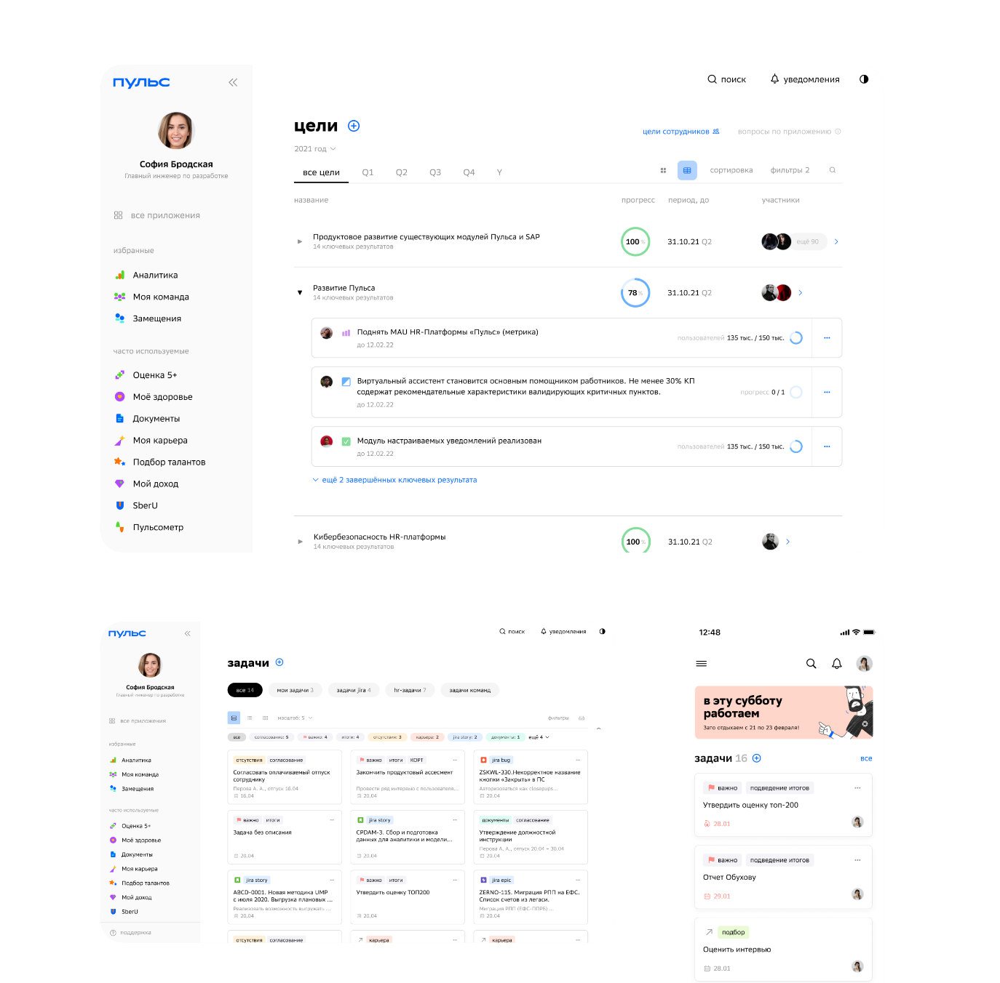 ПУЛЬС
София Бродская
Главный инженер по разработке
все приложения
избранные
Аналитика
Моя команда
Замещения
часто используемые
Оценка 5+
Моё здоровье
Документы
Моя карьера
Подбор талантов
Мой доход
SberU
Пульсометр
поиск уведомления
цели
цели сотрудников вопросы по приложению
2021 год
все цели Q1 Q2 Q3 Q4 Y
сортировка фильтры 2
название прогресс период, до участники
Продуктовое развитие существующих модулей Пульса и SAP
14 ключевых результатов
100 % 31.10.21 Q2 ещё 90
Развитие Пульса
14 ключевых результатов
78 % 31.10.21 Q2
Поднять MAU HR-Платформы «Пульс» (метрика)
до 12.02.22
пользователей 135 тыс. / 150 тыс.
Виртуальный ассистент становится основным помощником работников. Не менее 30% КП
содержат рекомендательные характеристики валидирующих критичных пунктов.
до 12.02.22
прогресс 0 / 1
Модуль настраиваемых уведомлений реализован
до 12.02.22
пользователей 135 тыс. / 150 тыс.
ещё 2 завершённых ключевых результата
Кибербезопасность HR-платформы
14 ключевых результатов
100 % 31.10.21 Q2
ПУЛЬС
София Бродская
Главный инженер по разработке
все приложения
избранные
Аналитика
Моя команда
Замещения
часто используемые
Оценка 5+
Моё здоровье
Документы
Моя карьера
Подбор талантов
Мой доход
SberU
поддержка
поиск уведомления
задачи
все 14 мои задачи 3 задачи jira 4 hr-задачи 7 задачи команд
масштаб: 5 фильтры
все согласование: 5 важно: 4 итоги: 4 отсутствия: 3 карьера: 2 jira story: 2 документы: 1 ещё 4
отсутствия согласование
Согласовать оплачиваемый отпуск
сотруднику
Перова А. А., отпуск 16.04
16.04
важно итоги КОРТ
Закончить продуктовый ассесмент
Провести ряд интервью с пользователя...
20.04
jira bug
ZSKWL-330.Некорректное название
кнопки «Закрыть» в ПС
Авторизоваться как closepups...
20.04
важно итоги
Задача без описания
20.04
jira story
CPDAM-3. Сбор и подготовка
данных для аналитики и модели...
20.04
документы согласование
Утверждение должностной
инструкции
Перова А. А., отпуск 20.04 – 30.04
20.04
jira story
ABCD-0001. Новая методика UMP
с июля 2020. Выгрузка плановых ...
Реализовать возможность выгружать ...
20.04
важно итоги
Утвердить оценку ТОП200
20.04
jira epic
ZERNO-115. Миграция РПП на ЕФС.
Список счетов из легаси.
Миграция РПП (ЕФС-ППРБ) ...
20.04
отсутствия согласование
карьера
карьера
12:48
в эту субботу
работаем
Зато отдыхаем с 21 по 23 февраля!
задачи 16 все
важно подведение итогов
Утвердить оценку топ-200
28.01
важно подведение итогов
Отчет Обухову
29.01
подбор
Оценить интервью
28.01